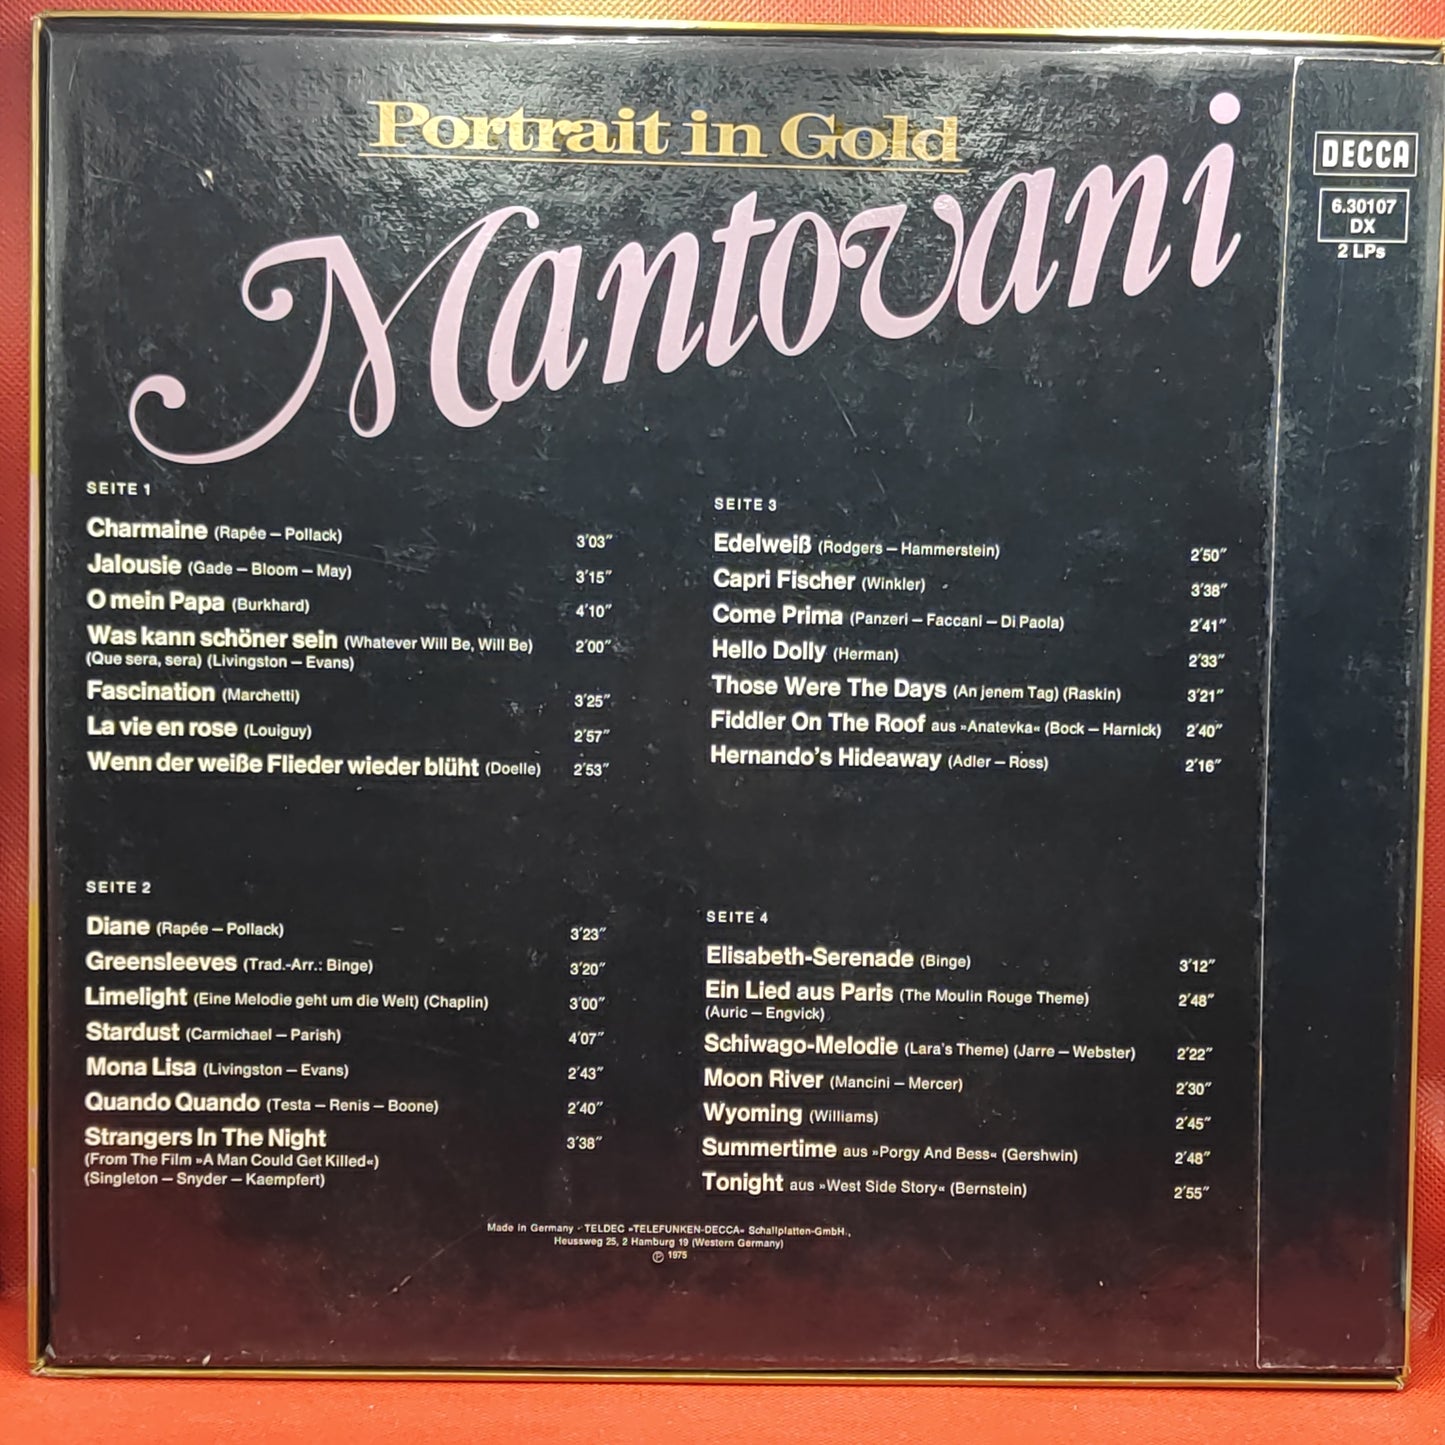 Portrait in Gold
Mantovani
DECCA
6.30107
DX
2 LPs
SEITE 1
Charmaine (Rapée – Pollack) 3'03"
Jalousie (Gade – Bloom – May) 3'15"
O mein Papa (Burkhard) 4'10"
Was kann schöner sein (Whatever Will Be, Will Be) 2'00"
(Que sera, sera) (Livingston – Evans)
Fascination (Marchetti) 3'25"
La vie en rose (Louiguy) 2'57"
Wenn der weiße Flieder wieder blüht (Doelle) 2'53"
SEITE 2
Diane (Rapée – Pollack) 3'23"
Greensleeves (Trad.-Arr.: Binge) 3'20"
Limelight (Eine Melodie geht um die Welt) (Chaplin) 3'00"
Stardust (Carmichael – Parish) 4'07"
Mona Lisa (Livingston – Evans) 2'43"
Quando Quando (Testa – Renis – Boone) 2'40"
Strangers In The Night 3'38"
(From The Film »A Man Could Get Killed«)
(Singleton – Snyder – Kaempfert)
SEITE 3
Edelweiß (Rodgers – Hammerstein) 2'50"
Capri Fischer (Winkler) 3'38"
Come Prima (Panzeri – Faccani – Di Paola) 2'41"
Hello Dolly (Herman) 2'33"
Those Were The Days (An jenem Tag) (Raskin) 3'21"
Fiddler On The Roof aus »Anatevka« (Bock – Harnick) 2'40"
Hernando's Hideaway (Adler – Ross) 2'16"
SEITE 4
Elisabeth-Serenade (Binge) 3'12"
Ein Lied aus Paris (The Moulin Rouge Theme) 2'48"
(Auric – Engvick)
Schiwago-Melodie (Lara's Theme) (Jarre – Webster) 2'22"
Moon River (Mancini – Mercer) 2'30"
Wyoming (Williams) 2'45"
Summertime aus »Porgy And Bess« (Gershwin) 2'48"
Tonight aus »West Side Story« (Bernstein) 2'55"
Made in Germany · TELDEC »TELEFUNKEN-DECCA« Schallplatten-GmbH.,
Heussweg 25, 2 Hamburg 19 (Western Germany)
℗ 1975